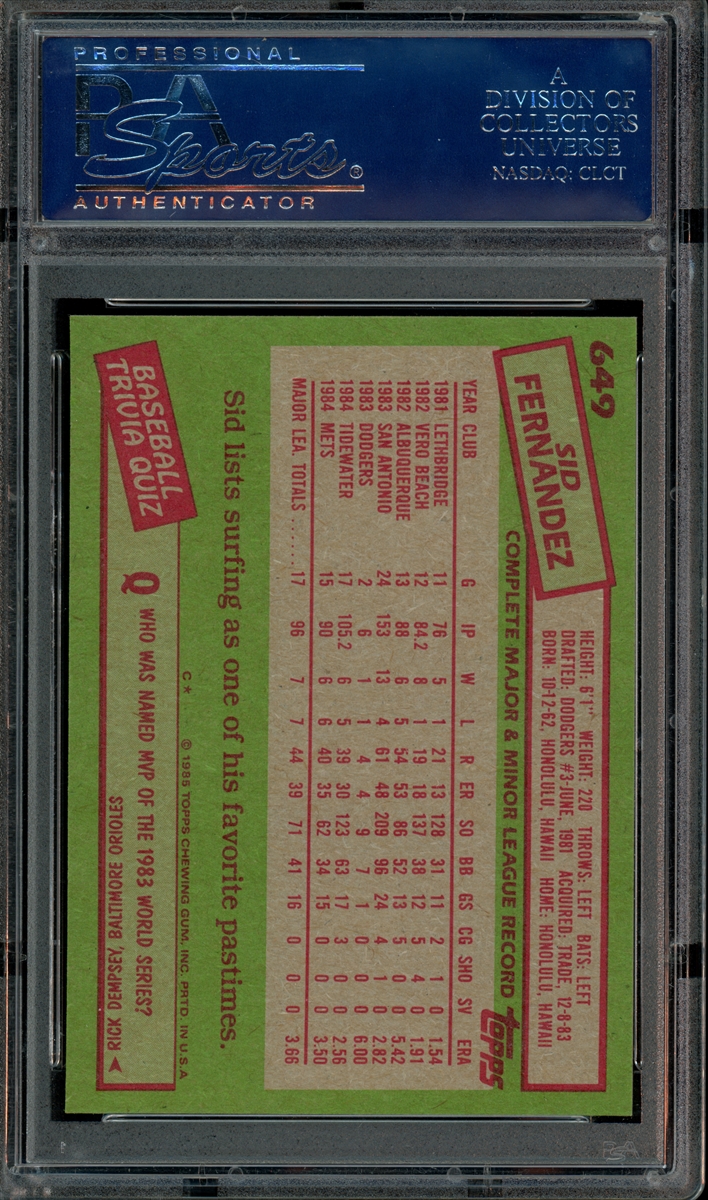 PROFESSIONAL
PSA
Sports®
AUTHENTICATOR
A
DIVISION OF
COLLECTORS
UNIVERSE
NASDAQ: CLCT
649
SID
FERNANDEZ
HEIGHT: 6'1" WEIGHT: 220 THROWS: LEFT BATS: LEFT
DRAFTED: DODGERS #3-JUNE, 1981 ACQUIRED: TRADE, 12-8-83
BORN: 10-12-62, HONOLULU, HAWAII HOME: HONOLULU, HAWAII
COMPLETE MAJOR & MINOR LEAGUE RECORD
topps
YEAR CLUB G IP W L R ER SO BB GS CG SHO SV ERA
1981 LETHBRIDGE 11 76 5 1 21 13 128 31 11 2 1 0 1.54
1982 VERO BEACH 12 84.2 8 1 19 18 137 38 12 5 4 0 1.91
1982 ALBUQUERQUE 13 88 6 5 54 53 86 52 13 5 0 0 5.42
1983 SAN ANTONIO 24 153 13 4 61 48 209 96 24 4 1 0 2.82
1983 DODGERS 2 6 1 1 4 4 9 7 1 0 0 0 6.00
1984 TIDEWATER 17 105.2 6 5 39 30 123 63 17 3 0 0 2.56
1984 METS 15 90 6 6 40 35 62 34 15 0 0 0 3.50
MAJOR LEA. TOTALS ...... 17 96 7 7 44 39 71 41 16 0 0 0 3.66
Sid lists surfing as one of his favorite pastimes.
C* © 1985 TOPPS CHEWING GUM, INC. PRTD. IN U.S.A
BASEBALL
TRIVIA QUIZ
Q WHO WAS NAMED MVP OF THE 1983 WORLD SERIES?
RICK DEMPSEY, BALTIMORE ORIOLES
PSA